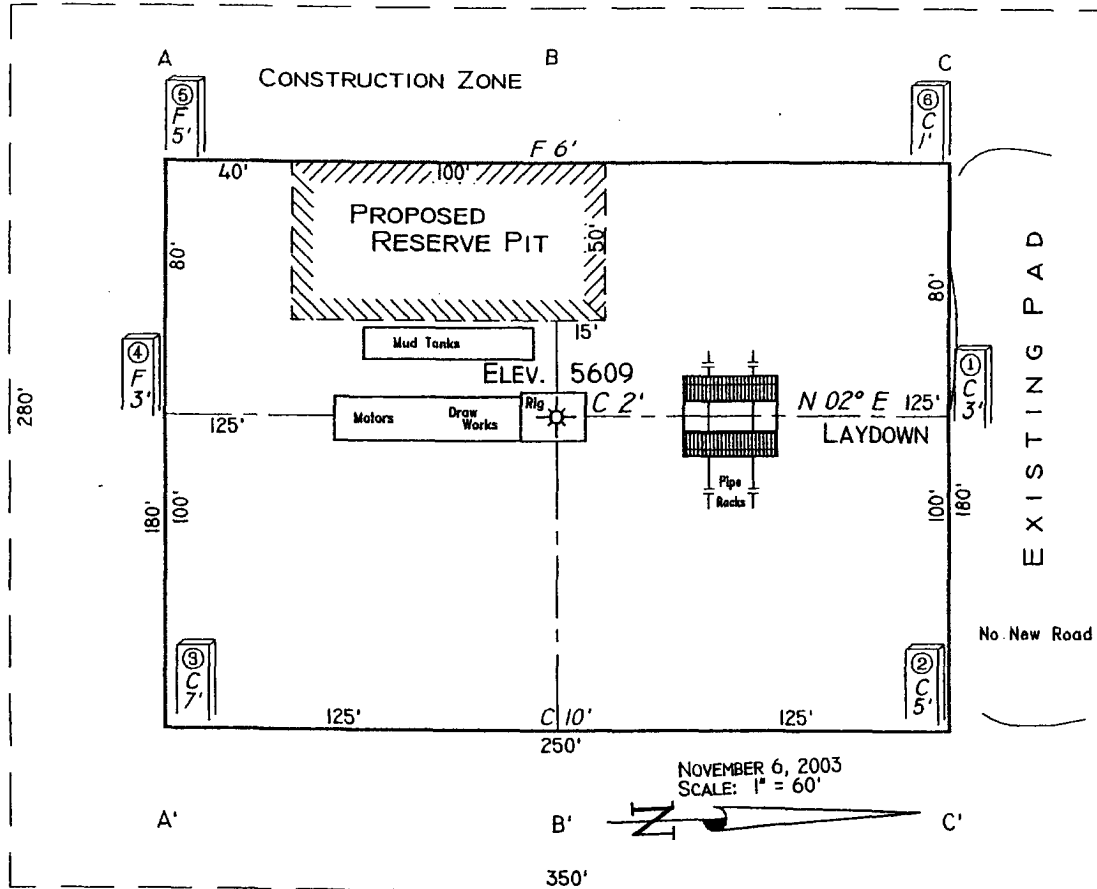 A
B
C
CONSTRUCTION ZONE
⑤
F
5'
⑥
C
1'
F 6'
40'
100'
PROPOSED
RESERVE PIT
50'
80'
80'
15'
Mud Tanks
④
F
3'
ELEV. 5609
①
C
3'
Rig
C 2'
N 02° E 125'
125'
Motors
Draw
Works
LAYDOWN
Pipe
Racks
280'
180'
100'
100'
180'
EXISTING PAD
No New Road
③
C
7'
②
C
5'
125'
C 10'
125'
250'
NOVEMBER 6, 2003
SCALE: 1" = 60'
A'
B'
N
C'
350'